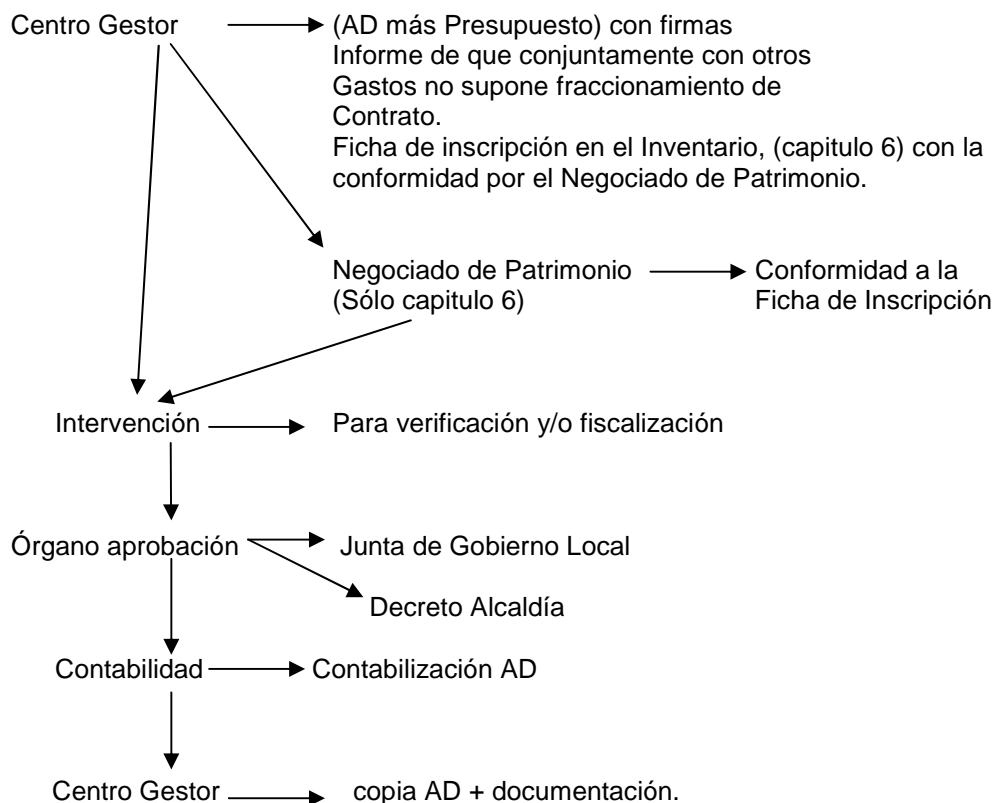 Centro Gestor
(AD más Presupuesto) con firmas
Informe de que conjuntamente con otros
Gastos no supone fraccionamiento de
Contrato.
Ficha de inscripción en el Inventario, (capitulo 6) con la
conformidad por el Negociado de Patrimonio.
Negociado de Patrimonio
(Sólo capitulo 6)
Conformidad a la
Ficha de Inscripción
Intervención
Para verificación y/o fiscalización
Órgano aprobación
Junta de Gobierno Local
Decreto Alcaldía
Contabilidad
Contabilización AD
Centro Gestor
copia AD + documentación.